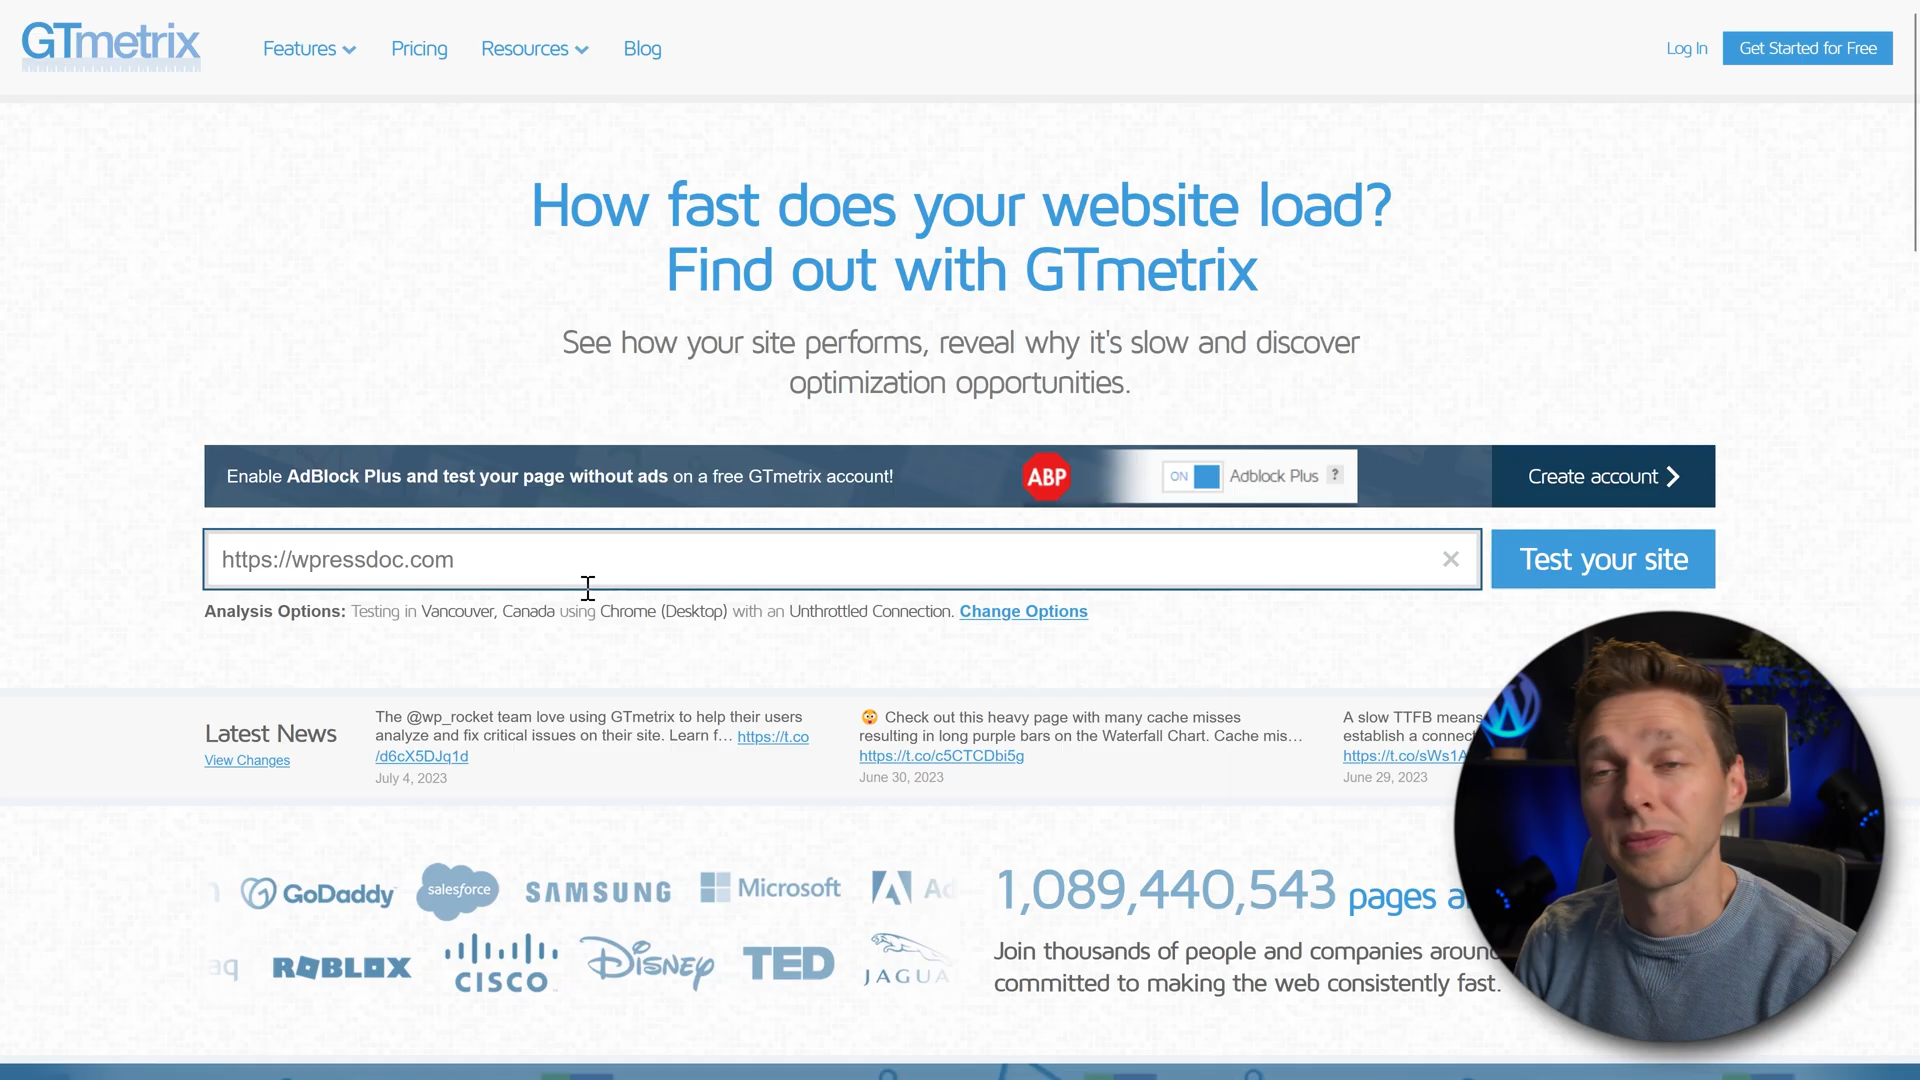 GTmetrix
Features
Pricing
Resources
Blog
Log In
Get Started for Free
How fast does your website load?
Find out with GTmetrix
See how your site performs, reveal why it's slow and discover
optimization opportunities.
Enable AdBlock Plus and test your page without ads on a free GTmetrix account!
ABP
ON
Adblock Plus
?
Create account
https://wpressdoc.com
Test your site
Analysis Options: Testing in Vancouver, Canada using Chrome (Desktop) with an Unthrottled Connection. Change Options
Latest News
View Changes
The @wp_rocket team love using GTmetrix to help their users
analyze and fix critical issues on their site. Learn f... https://t.co
/d6cX5DJq1d
July 4, 2023
Check out this heavy page with many cache misses
resulting in long purple bars on the Waterfall Chart. Cache mis...
https://t.co/c5CTCDbi5g
June 30, 2023
A slow TTFB means
establish a connect
https://t.co/sWs1A
June 29, 2023
GoDaddy
salesforce
SAMSUNG
Microsoft
Ad
aq
ROBLOX
CISCO
Disney
TED
JAGUA
1,089,440,543 pages a
Join thousands of people and companies aroun
committed to making the web consistently fast.